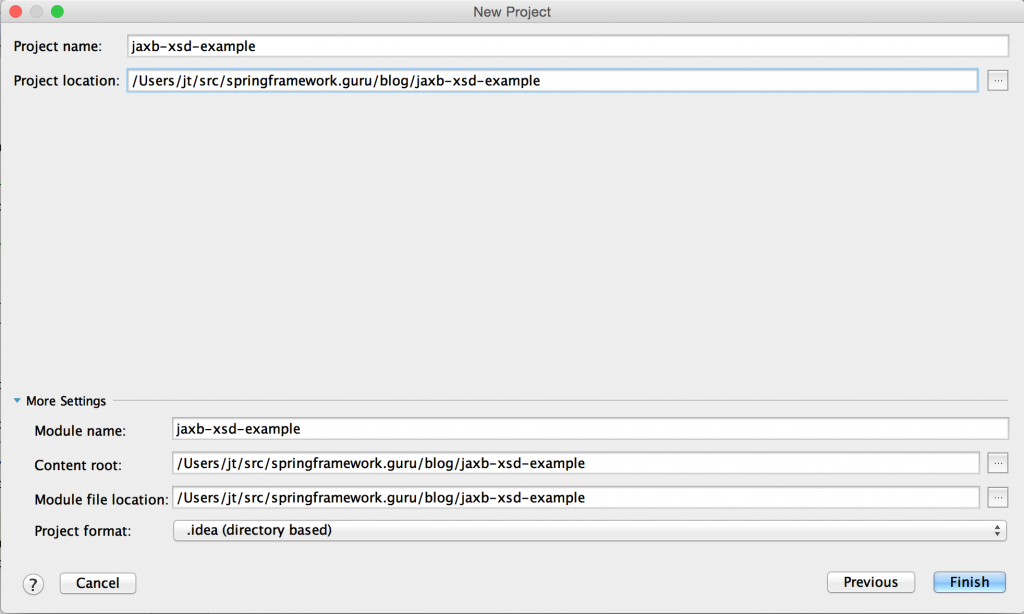 New Project
Project name: jaxb-xsd-example
Project location: /Users/jt/src/springframework.guru/blog/jaxb-xsd-example ...
More Settings
Module name: jaxb-xsd-example
Content root: /Users/jt/src/springframework.guru/blog/jaxb-xsd-example ...
Module file location: /Users/jt/src/springframework.guru/blog/jaxb-xsd-example ...
Project format: .idea (directory based)
? Cancel Previous Finish